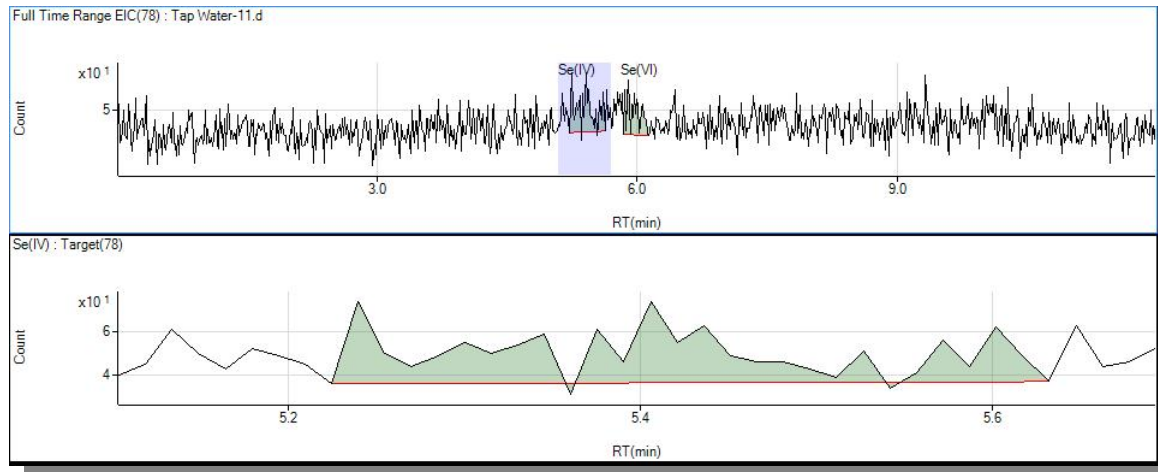 Full Time Range EIC(78) : Tap Water-11.d
x10 1
Se(IV) Se(VI)
5
Count
3.0 6.0 9.0
RT(min)
Se(IV) : Target(78)
x10 1
6
Count
4
5.2 5.4 5.6
RT(min)